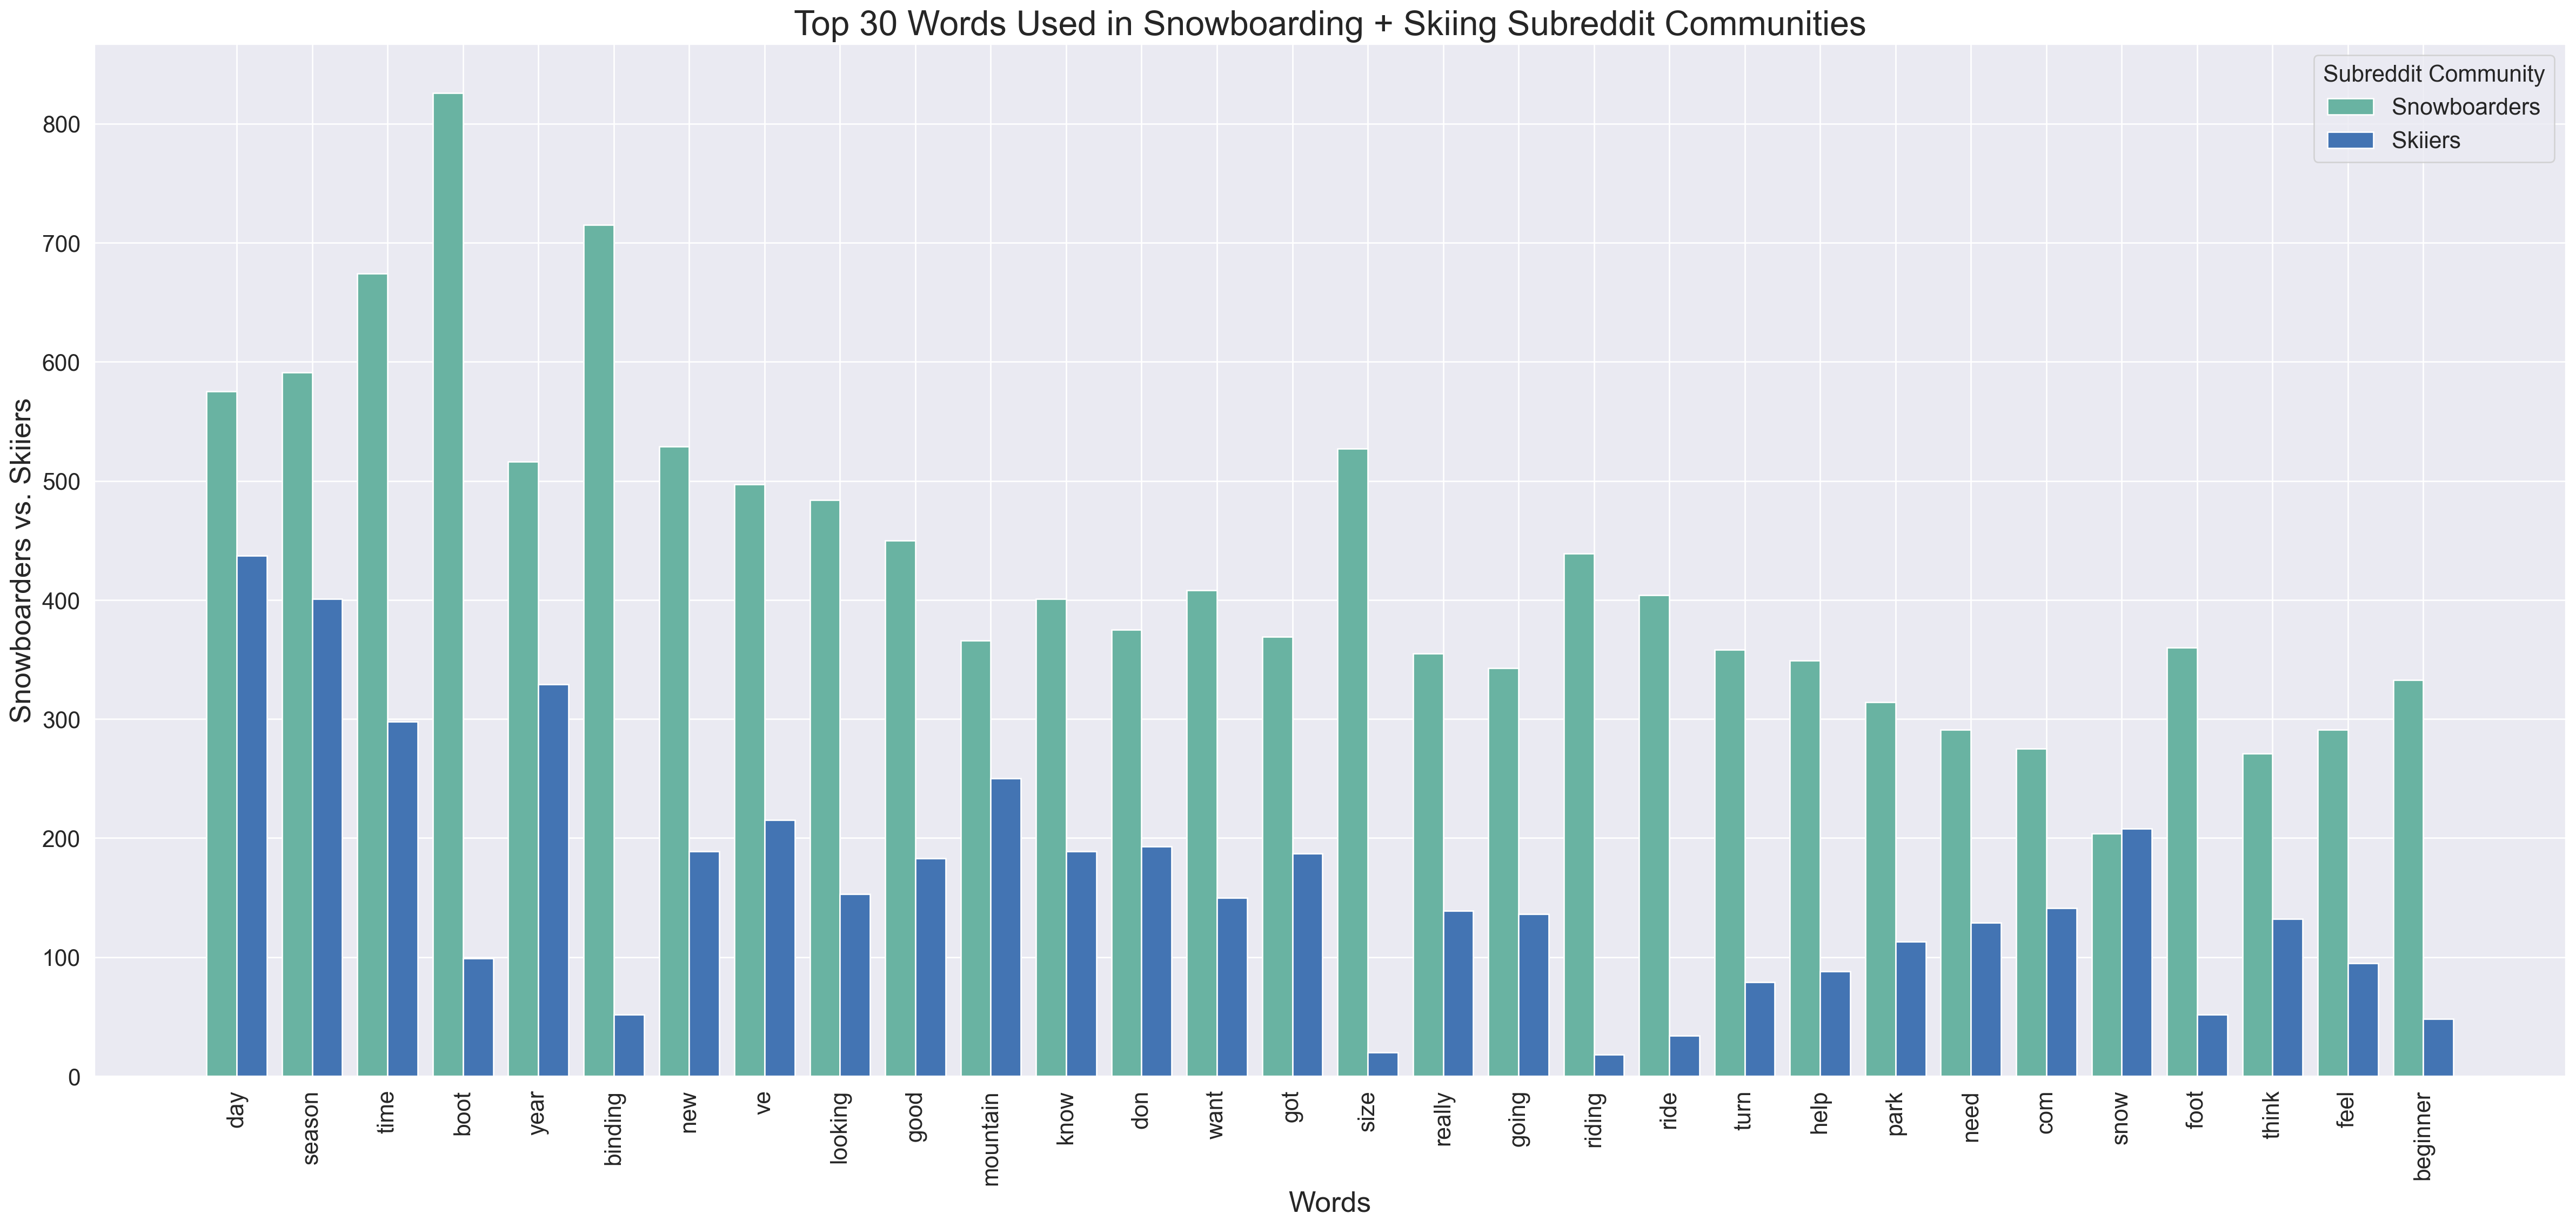 Top 30 Words Used in Snowboarding + Skiing Subreddit Communities
Subreddit Community
Snowboarders
Skiiers
Snowboarders vs. Skiiers
800
700
600
500
400
300
200
100
0
day
season
time
boot
year
binding
new
ve
looking
good
mountain
know
don
want
got
size
really
going
riding
ride
turn
help
park
need
com
snow
foot
think
feel
beginner
Words